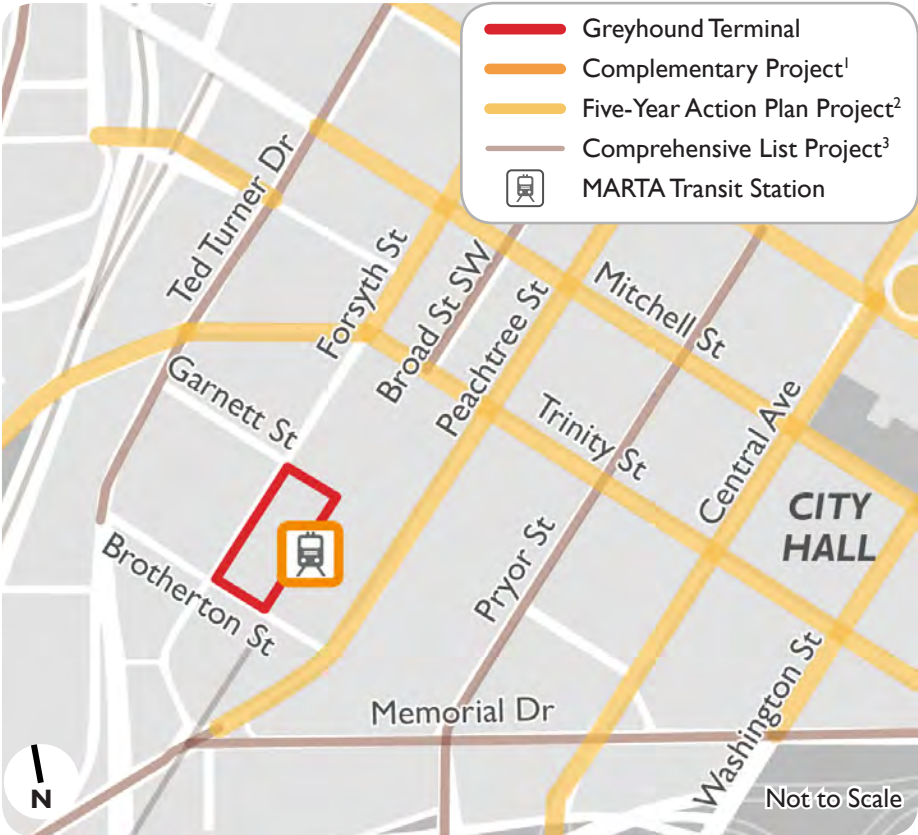 Greyhound Terminal
Complementary Project¹
Five-Year Action Plan Project²
Comprehensive List Project³
MARTA Transit Station
Ted Turner Dr
Forsyth St
Broad St SW
Peachtree St
Mitchell St
Garnett St
Trinity St
Central Ave
CITY
HALL
Pryor St
Brotherton St
Washington St
Memorial Dr
N
Not to Scale